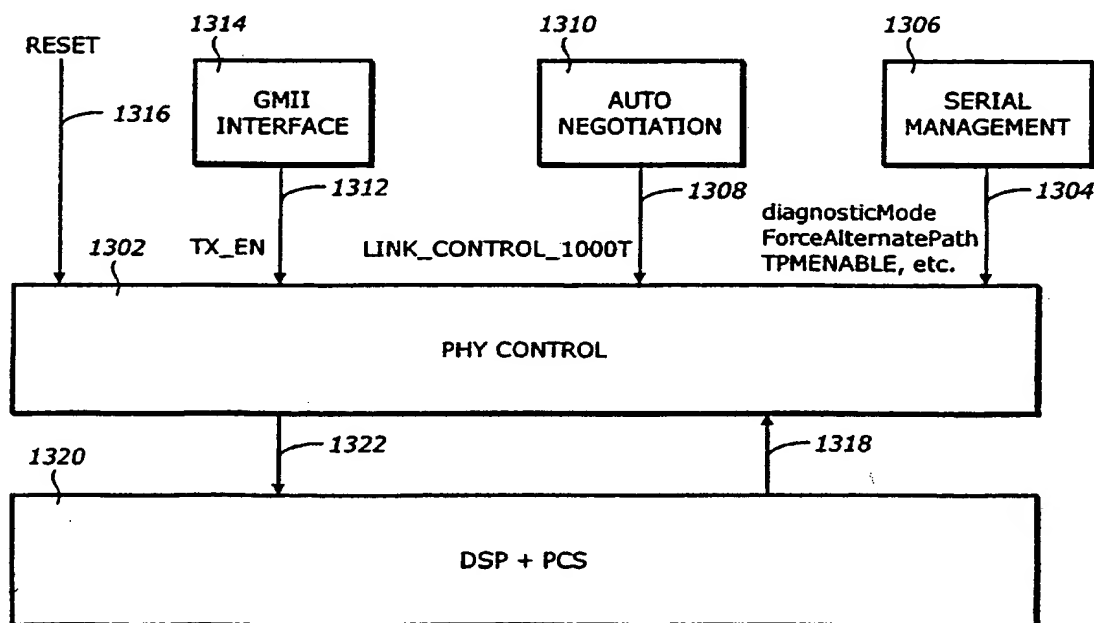 1314
1310
1306
RESET
GMII
INTERFACE
AUTO
NEGOTIATION
SERIAL
MANAGEMENT
1316
1312
1308
1304
diagnosticMode
ForceAlternatePath
TPMENABLE, etc.
1302
TX_EN
LINK_CONTROL_1000T
PHY CONTROL
1322
1318
1320
DSP + PCS